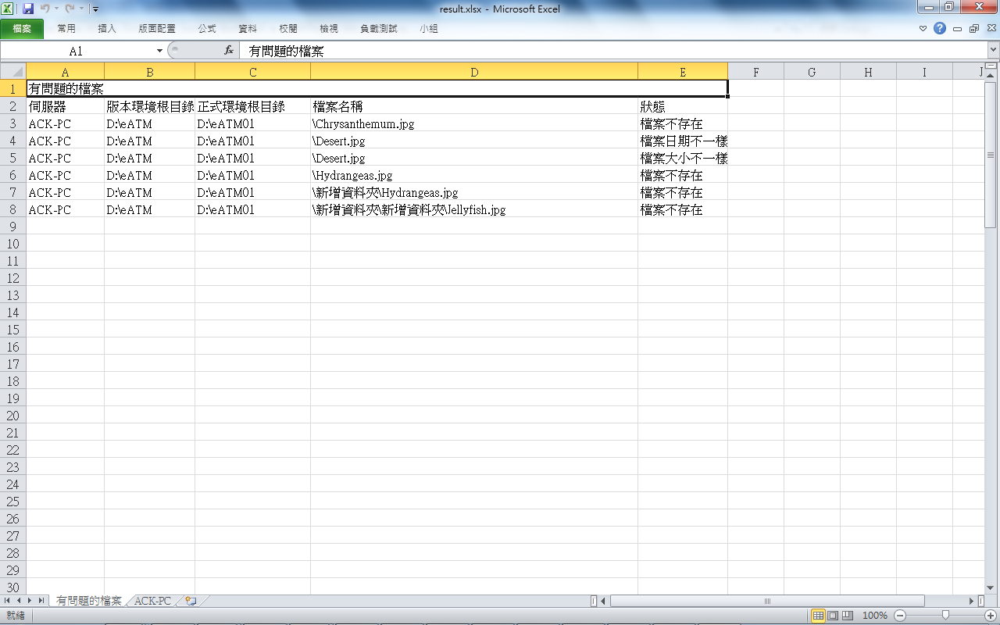 result.xlsx - Microsoft Excel
檔案 常用 插入 版面配置 公式 資料 校閱 檢視 負載測試 小組
A1 fx 有問題的檔案
A B C D E F G H I J
1 有問題的檔案
2 伺服器 版本環境根目錄 正式環境根目錄 檔案名稱 狀態
3 ACK-PC D:\eATM D:\eATM01 \Chrysanthemum.jpg 檔案不存在
4 ACK-PC D:\eATM D:\eATM01 \Desert.jpg 檔案日期不一樣
5 ACK-PC D:\eATM D:\eATM01 \Desert.jpg 檔案大小不一樣
6 ACK-PC D:\eATM D:\eATM01 \Hydrangeas.jpg 檔案不存在
7 ACK-PC D:\eATM D:\eATM01 \新增資料夾\Hydrangeas.jpg 檔案不存在
8 ACK-PC D:\eATM D:\eATM01 \新增資料夾\新增資料夾\Jellyfish.jpg 檔案不存在
9
10
11
12
13
14
15
16
17
18
19
20
21
22
23
24
25
26
27
28
29
30
有問題的檔案 ACK-PC
就緒 100%